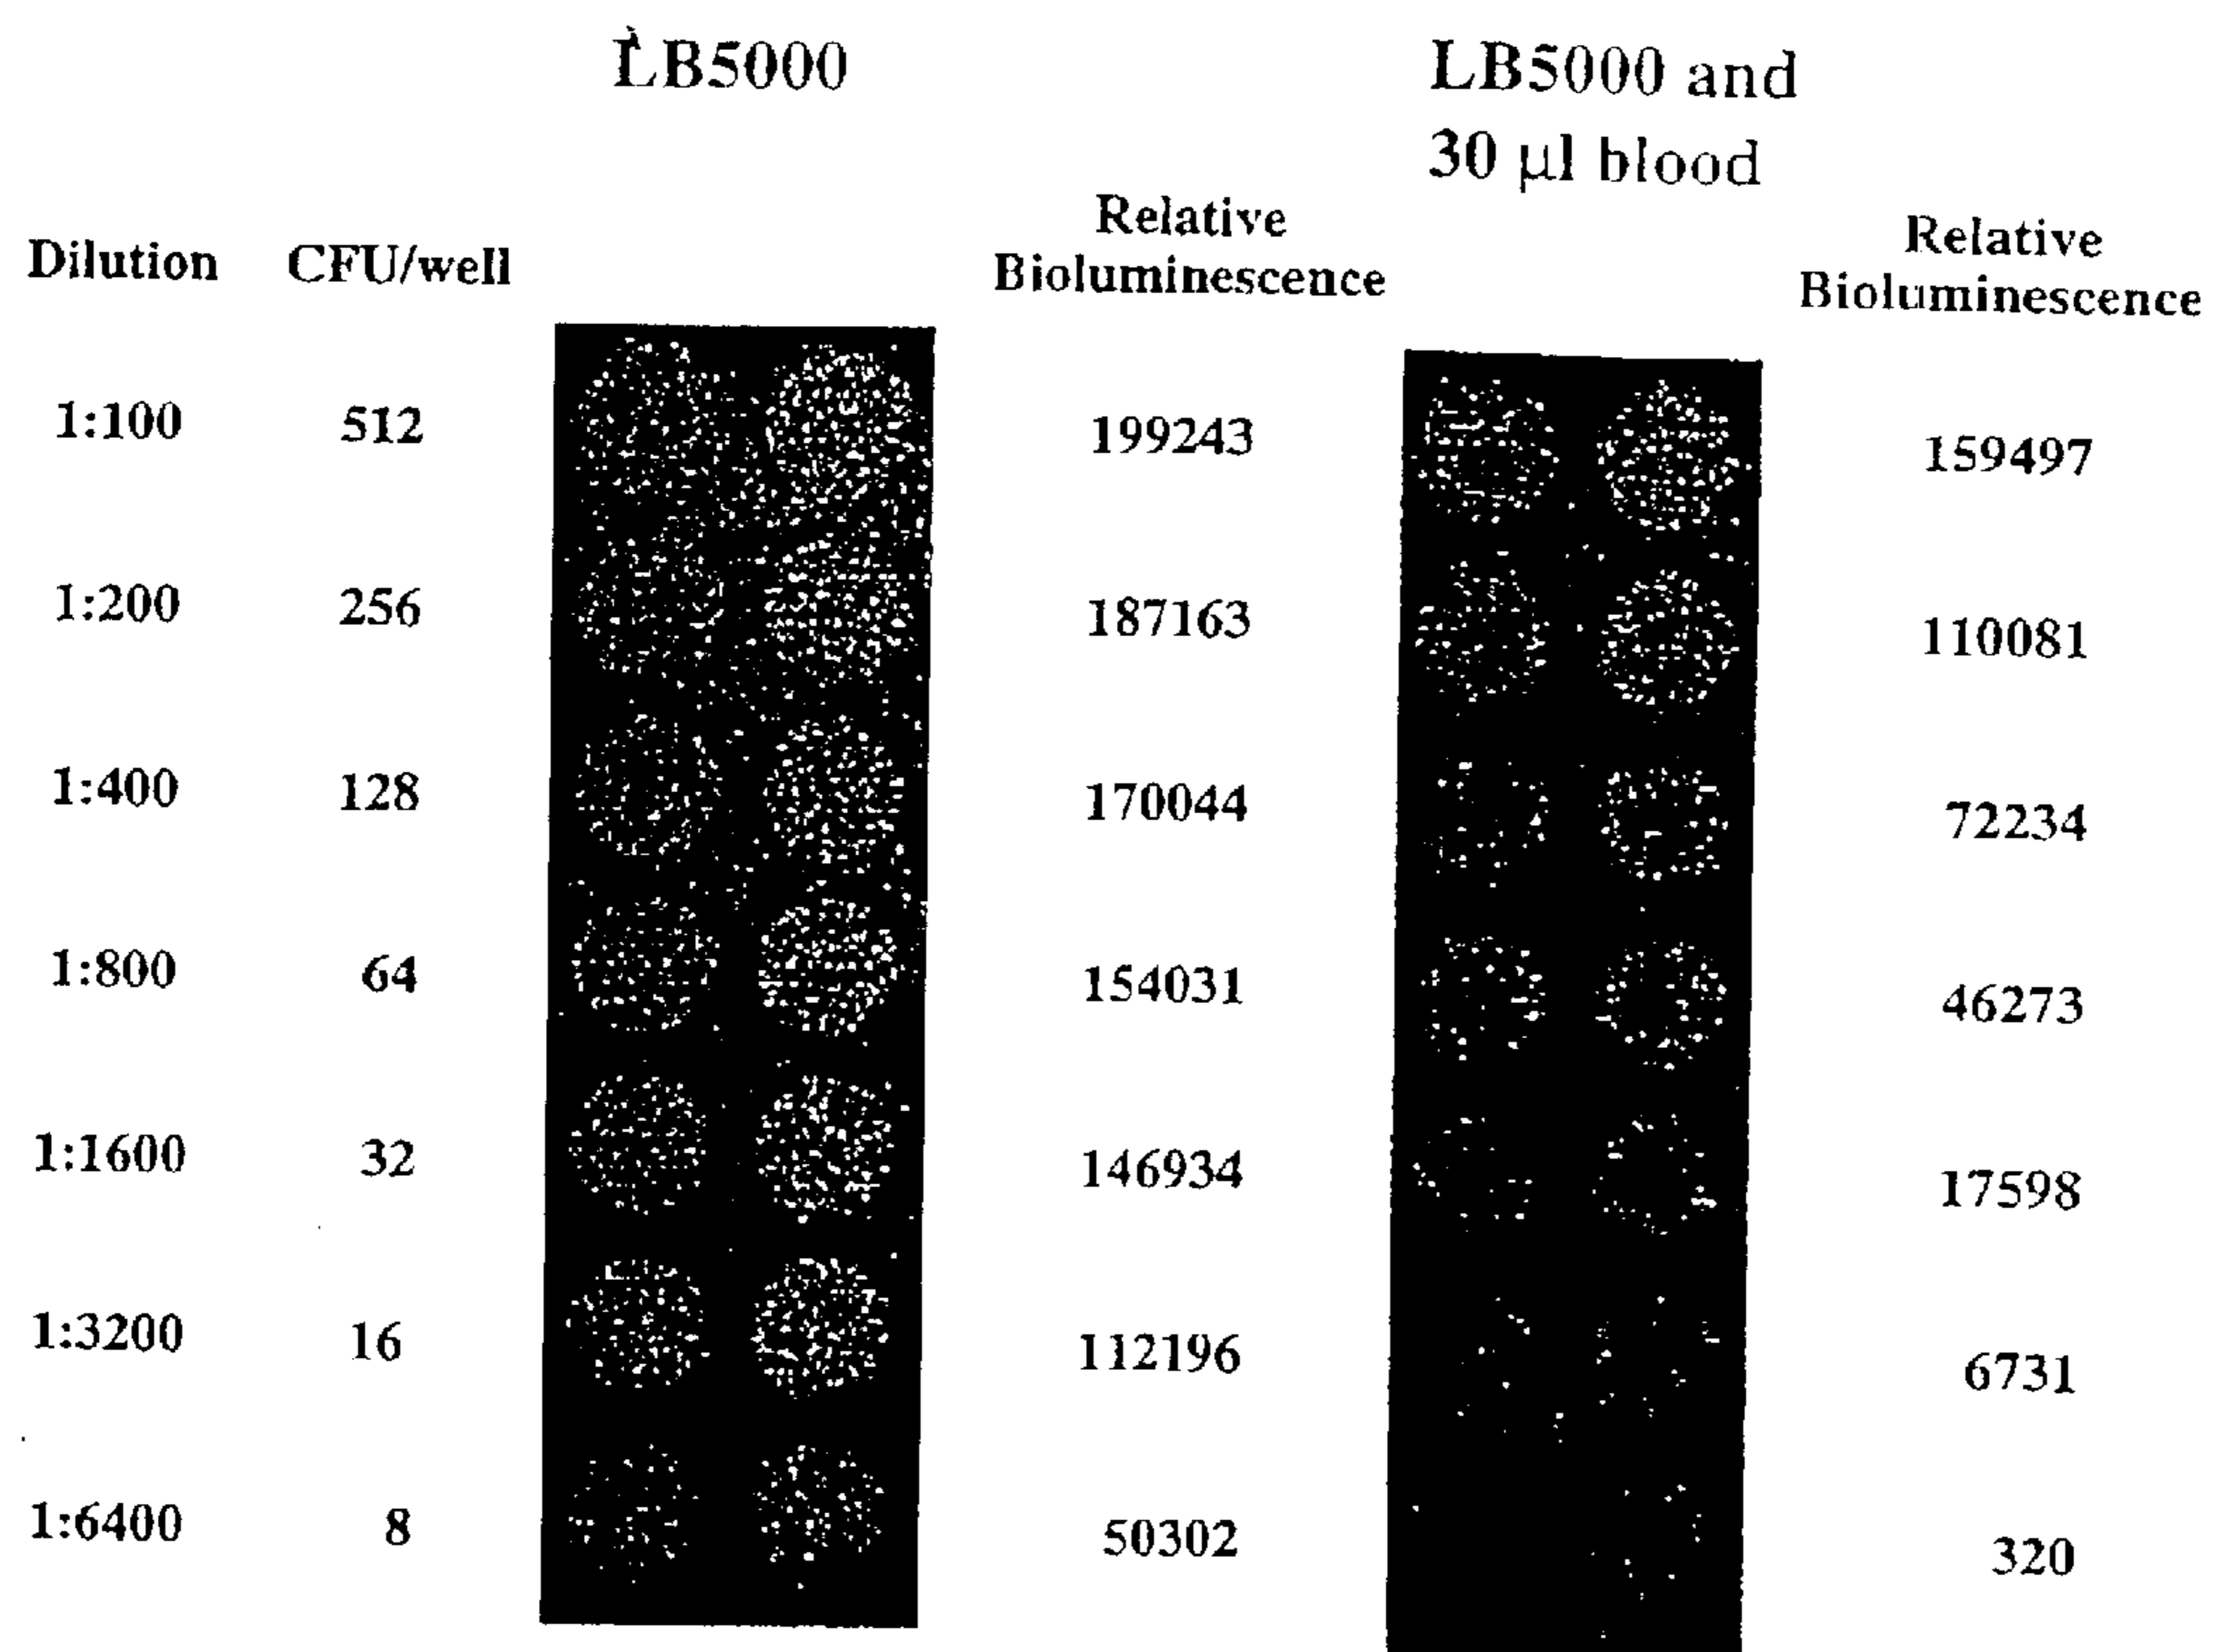 LB5000
LB5000 and
30 µl blood
Dilution CFU/well Relative Bioluminescence Relative Bioluminescence
1:100 512 199243 159497
1:200 256 187163 110081
1:400 128 170044 72234
1:800 64 154031 46273
1:1600 32 146934 17598
1:3200 16 112196 6731
1:6400 8 50302 320